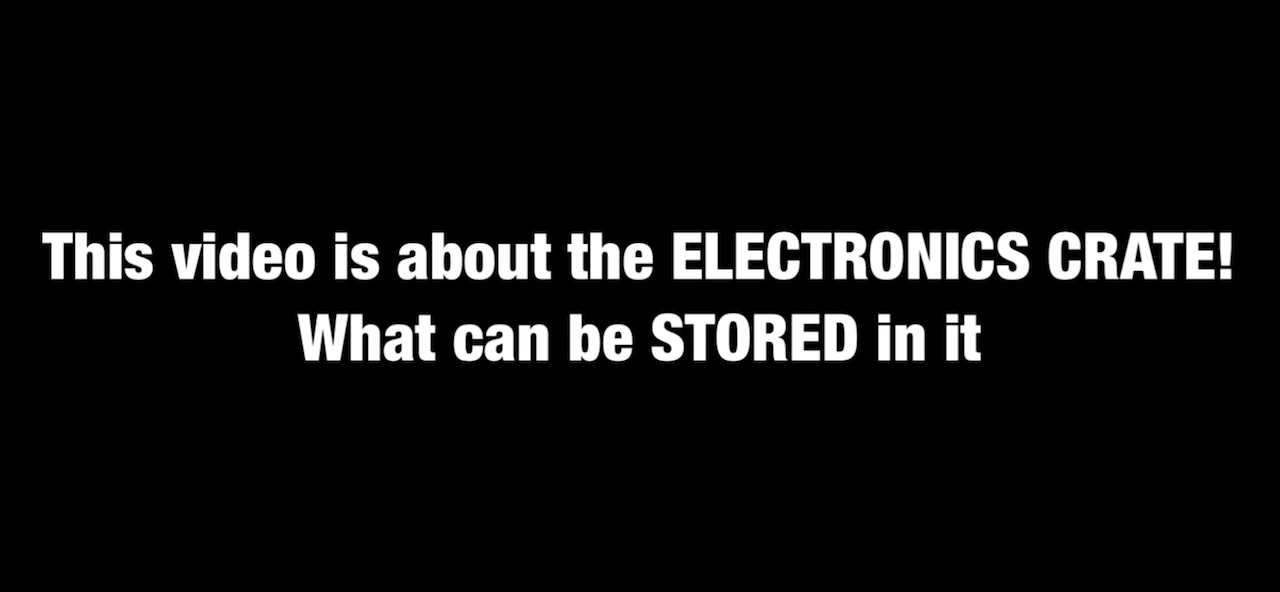 This video is about the ELECTRONICS CRATE!
What can be STORED in it